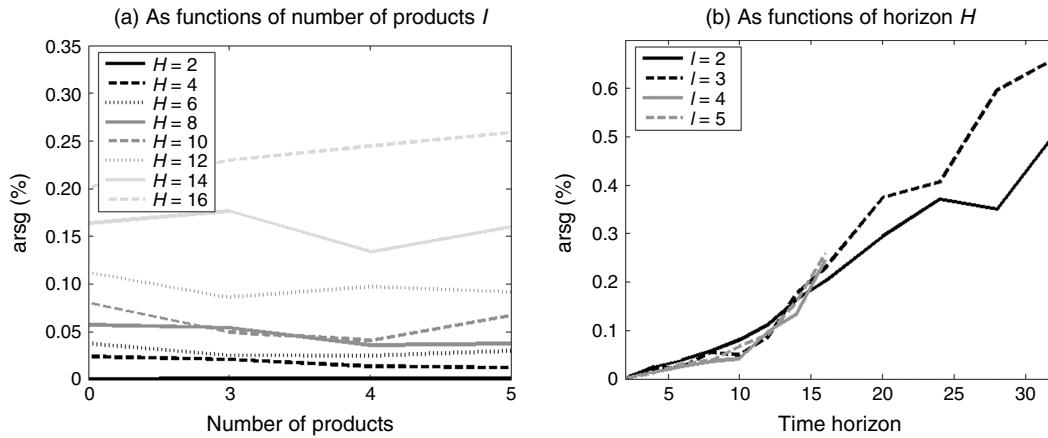 (a) As functions of number of products I
0.35
0.30
0.25
0.20
0.15
0.10
0.05
0
arsg (%)
H = 2
H = 4
H = 6
H = 8
H = 10
H = 12
H = 14
H = 16
0 3 4 5
Number of products
(b) As functions of horizon H
0.6
0.5
0.4
0.3
0.2
0.1
0
arsg (%)
I = 2
I = 3
I = 4
I = 5
5 10 15 20 25 30
Time horizon